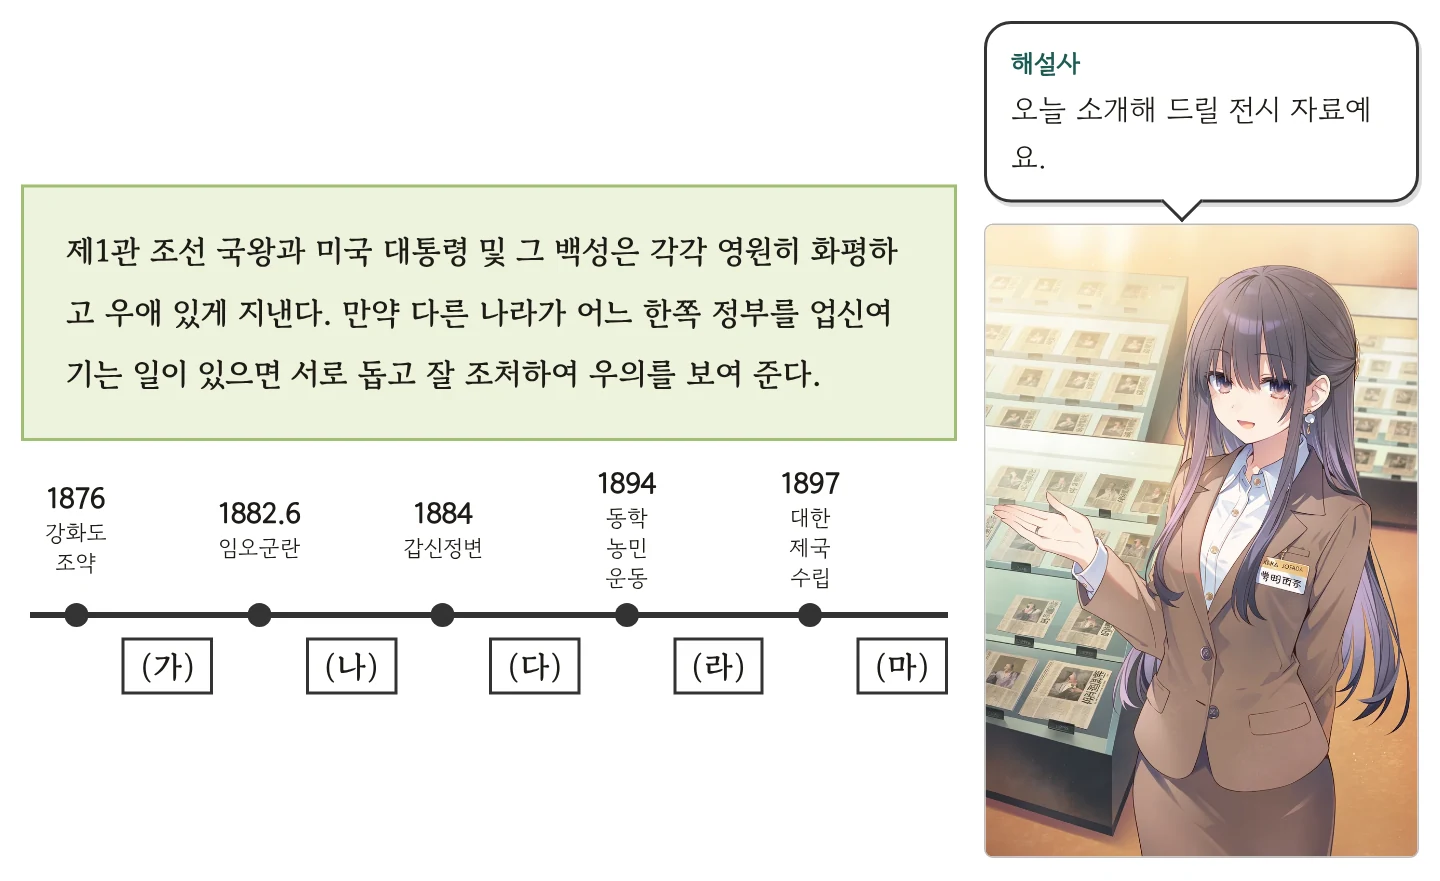 해설사
오늘 소개해 드릴 전시 자료예
요.
제1관 조선 국왕과 미국 대통령 및 그 백성은 각각 영원히 화평하
고 우애 있게 지낸다. 만약 다른 나라가 어느 한쪽 정부를 업신여
기는 일이 있으면 서로 돕고 잘 조처하여 우의를 보여 준다.
1876
강화도
조약
1882.6
임오군란
1884
갑신정변
1894
동학
농민
운동
1897
대한
제국
수립
(가)
(나)
(다)
(라)
(마)